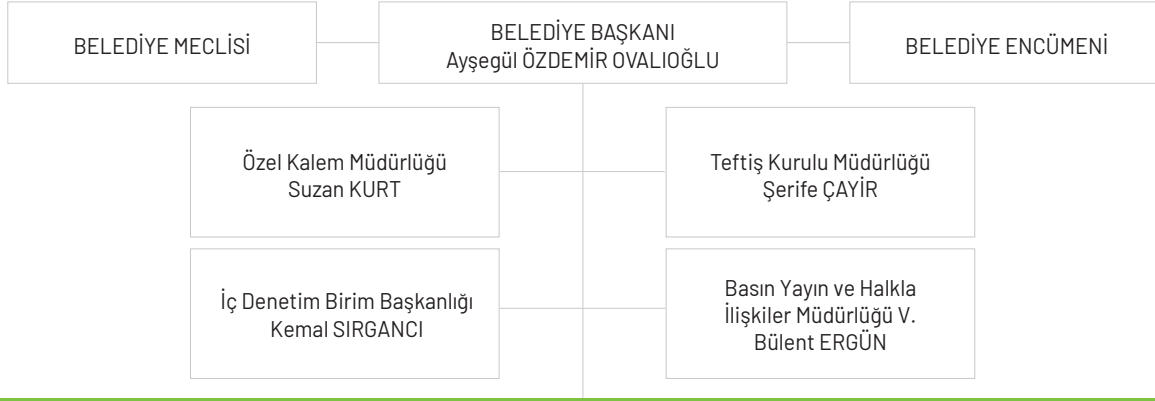 BELEDİYE MECLİSİ
BELEDİYE BAŞKANI
Ayşegül ÖZDEMİR OVALIOĞLU
BELEDİYE ENCÜMENİ
Özel Kalem Müdürlüğü
Suzan KURT
Teftiş Kurulu Müdürlüğü
Şerife ÇAYİR
İç Denetim Birim Başkanlığı
Kemal SIRGANCI
Basın Yayın ve Halkla
İlişkiler Müdürlüğü V.
Bülent ERGÜN